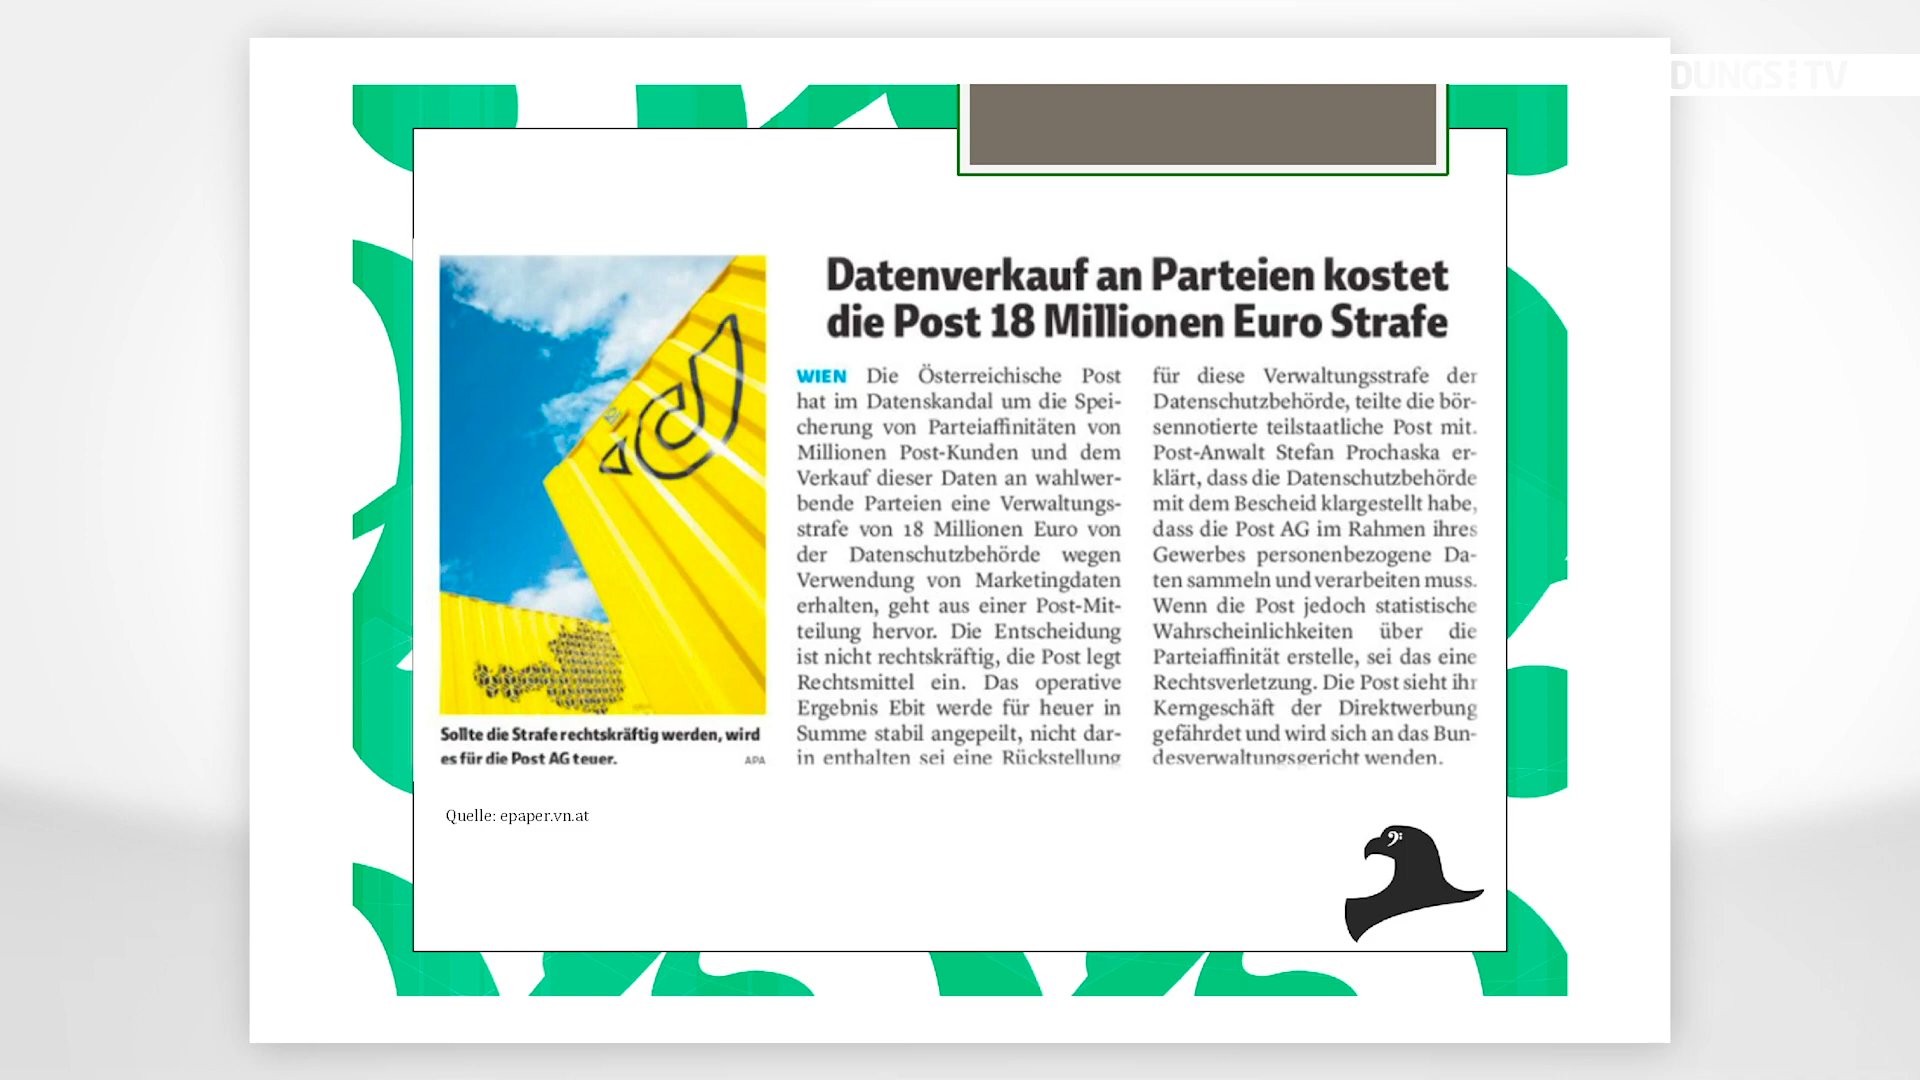 DUNGS TV
Datenverkauf an Parteien kostet
die Post 18 Millionen Euro Strafe
WIEN Die Österreichische Post
hat im Datenskandal um die Spei-
cherung von Parteiaffinitäten von
Millionen Post-Kunden und dem
Verkauf dieser Daten an wahlwer-
bende Parteien eine Verwaltungs-
strafe von 18 Millionen Euro von
der Datenschutzbehörde wegen
Verwendung von Marketingdaten
erhalten, geht aus einer Post-Mit-
teilung hervor. Die Entscheidung
ist nicht rechtskräftig, die Post legt
Rechtsmittel ein. Das operative
Ergebnis Ebit werde für heuer in
Summe stabil angepeilt, nicht dar-
in enthalten sei eine Rückstellung
für diese Verwaltungsstrafe der
Datenschutzbehörde, teilte die bör-
sennotierte teilstaatliche Post mit.
Post-Anwalt Stefan Prochaska er-
klärt, dass die Datenschutzbehörde
mit dem Bescheid klargestellt habe,
dass die Post AG im Rahmen ihres
Gewerbes personenbezogene Da-
ten sammeln und verarbeiten muss.
Wenn die Post jedoch statistische
Wahrscheinlichkeiten über die
Parteiaffinität erstelle, sei das eine
Rechtsverletzung. Die Post sieht ihr
Kerngeschäft der Direktwerbung
gefährdet und wird sich an das Bun-
desverwaltungsgericht wenden.
Sollte die Strafe rechtskräftig werden, wird
es für die Post AG teuer. APA
Quelle: epaper.vn.at